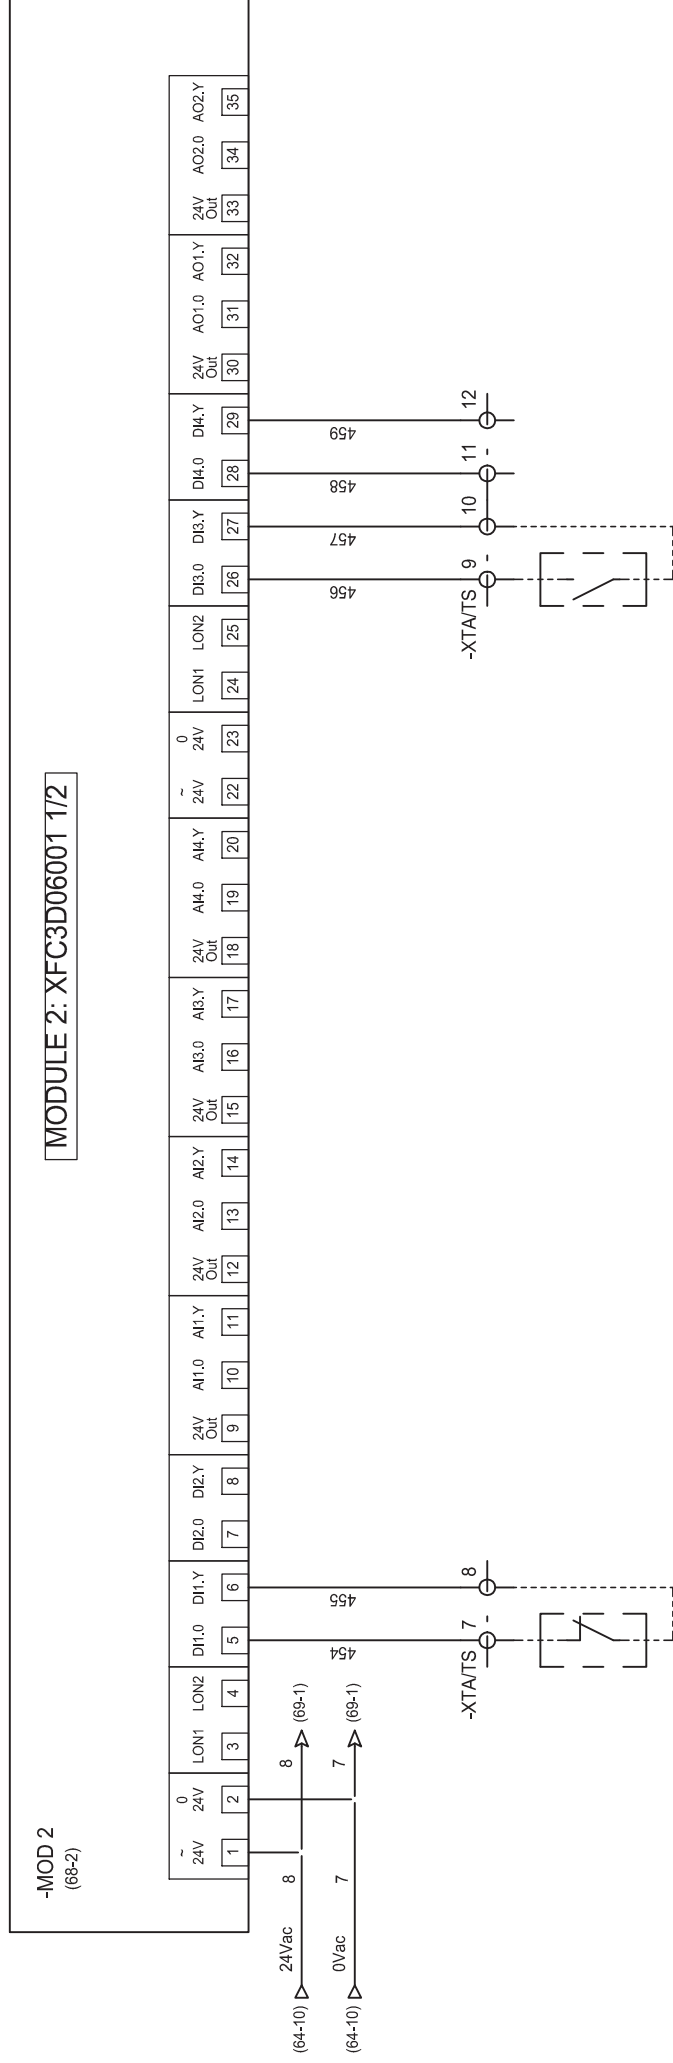 -MOD 2
(68-2)
MODULE 2: XFC3D06001 1/2
~
24V
1
0
24V
2
LON1
3
LON2
4
DI1.0
5
DI1.Y
6
DI2.0
7
DI2.Y
8
24V
Out
9
AI1.0
10
AI1.Y
11
24V
Out
12
AI2.0
13
AI2.Y
14
24V
Out
15
AI3.0
16
AI3.Y
17
24V
Out
18
AI4.0
19
AI4.Y
20
~
24V
22
0
24V
23
LON1
24
LON2
25
DI3.0
26
DI3.Y
27
DI4.0
28
DI4.Y
29
24V
Out
30
AO1.0
31
AO1.Y
32
24V
Out
33
AO2.0
34
AO2.Y
35
(64-10)
24Vac
8
8
(69-1)
(64-10)
0Vac
7
7
(69-1)
454
455
456
457
458
459
-XTA/TS
7
8
-XTA/TS
9
10
11
12